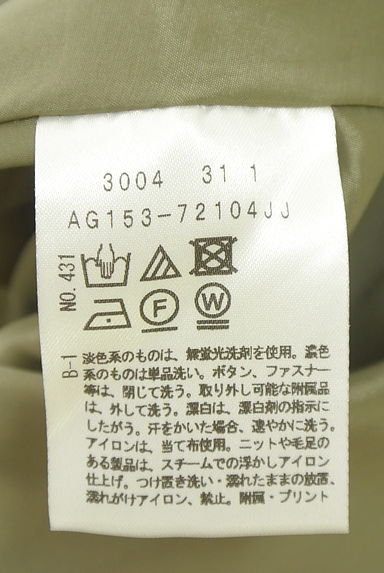 3004 31 1
AG153-72104JJ
NO.431
F W
B-1
淡色系のものは、無蛍光洗剤を使用。濃色
系のものは単品洗い。ボタン、ファスナー
等は、閉じて洗う。取り外し可能な附属品
は、外して洗う。漂白は、漂白剤の指示に
したがう。汗をかいた場合、速やかに洗う。
アイロンは、当て布使用。ニットや毛足の
ある製品は、スチームでの浮かしアイロン
仕上げ。つけ置き洗い・濡れたままの放置、
濡れがけアイロン、禁止。附属・プリント